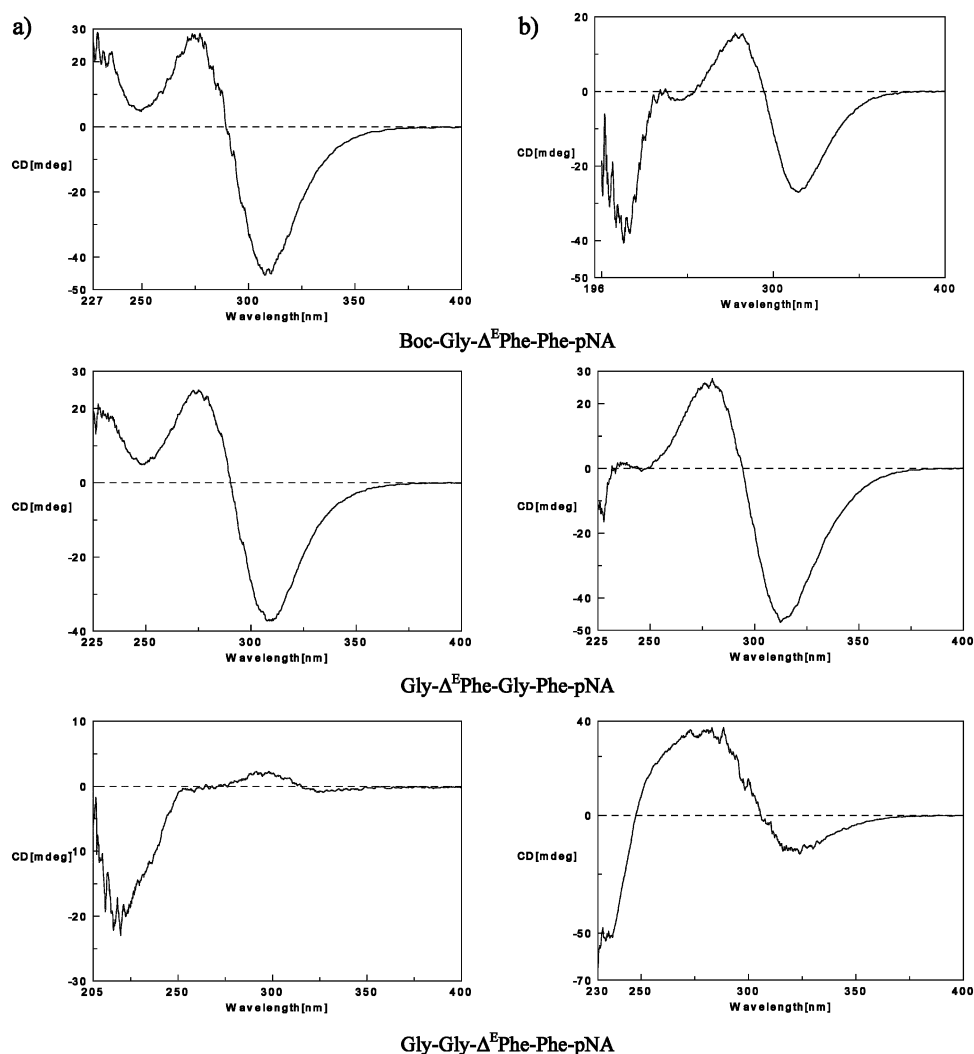 a)
b)
30
20
0
CD[mdeg]
-20
-40
-50
227 250 300 350 400
Wavelength[nm]
20
0
CD[mdeg]
-20
-40
-50
196 300 400
Wavelength[nm]
Boc-Gly-ΔᴱPhe-Phe-pNA
30
20
0
CD[mdeg]
-20
-40
225 250 300 350 400
Wavelength[nm]
30
20
0
CD[mdeg]
-20
-40
-50
225 250 300 350 400
Wavelength[nm]
Gly-ΔᴱPhe-Gly-Phe-pNA
10
0
CD[mdeg]
-10
-20
-30
205 250 300 350 400
Wavelength[nm]
40
0
CD[mdeg]
-50
-70
230 250 300 350 400
Wavelength[nm]
Gly-Gly-ΔᴱPhe-Phe-pNA